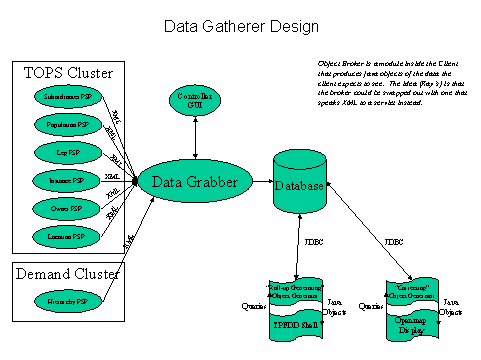 Data Gatherer Design
TOPS Cluster
Subordinates PSP
Population PSP
Leg PSP
Itinerary PSP
Owner PSP
Location PSP
XML
XML
XML
XML
XML
XML
XML
Demand Cluster
Hierarchy PSP
Controller
GUI
Data Grabber
Database
Object Broker is a module inside the Client
that produces Java objects of the data the
client expects to see. The Idea (Ray's) is that
the broker could be swapped out with one that
speaks XML to a servlet instead.
JDBC
JDBC
Queries
"Roll-up Generating"
Object Generator
TPFDD Shell
Java
Objects
Queries
Object Generator
Openmap
Display
Java
Objects